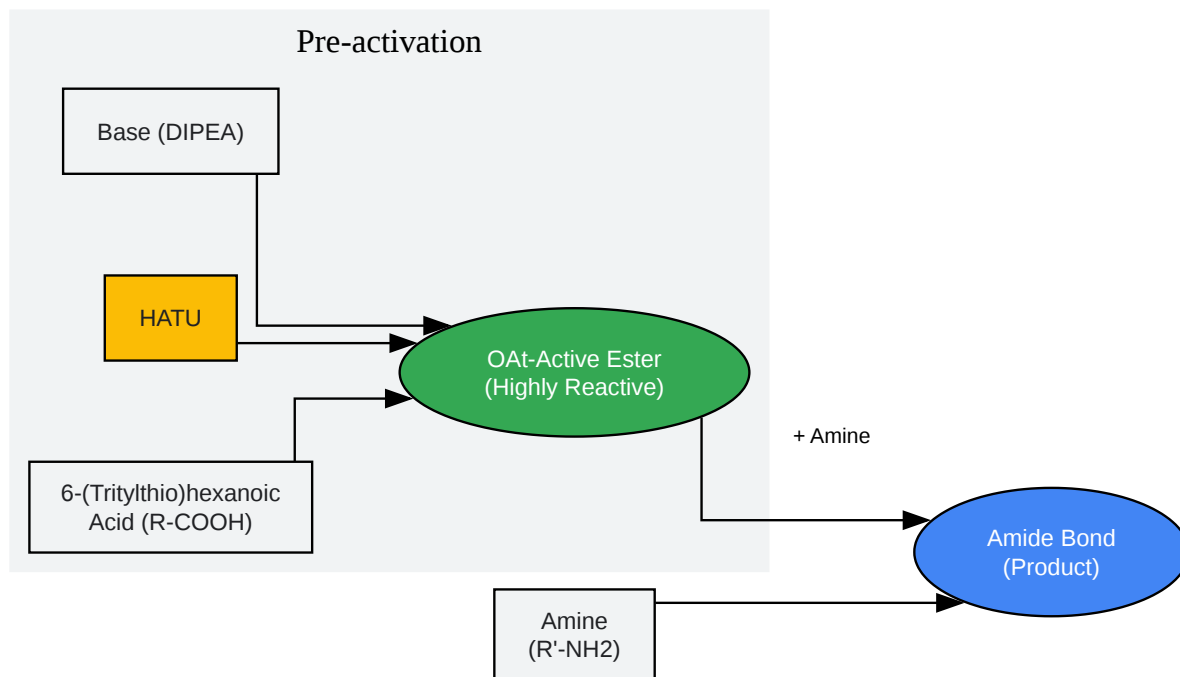 Pre-activation
Base (DIPEA)
HATU
OAt-Active Ester
(Highly Reactive)
+ Amine
6-(Tritylthio)hexanoic
Acid (R-COOH)
Amide Bond
(Product)
Amine
(R'-NH2)